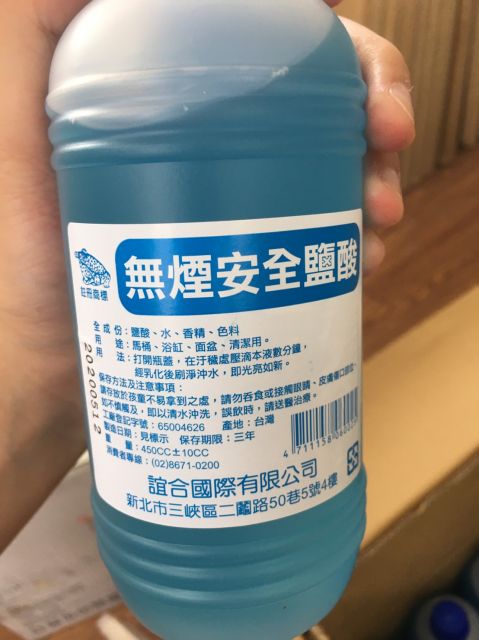 註冊商標
無煙安全鹽酸
全成份：鹽酸、水、香精、色料
用　途：馬桶、浴缸、面盆、清潔用。
用　法：打開瓶蓋，在汙穢處壓滴本液數分鐘，
經乳化後刷淨沖水，即光亮如新。
保存方法及注意事項：
請存放於孩童不易拿到之處，請勿吞食或接觸眼睛、皮膚傷口部位、
如不慎觸及，即以清水沖洗，誤飲時，請送醫治療。
工廠登記字號：65004626　產地：台灣
製造日期：見標示　保存期限：三年
容　量：450CC±10CC
消費者專線：(02)8671-0200
20200512
誼合國際有限公司
新北市三峽區二鬮路50巷5號4樓